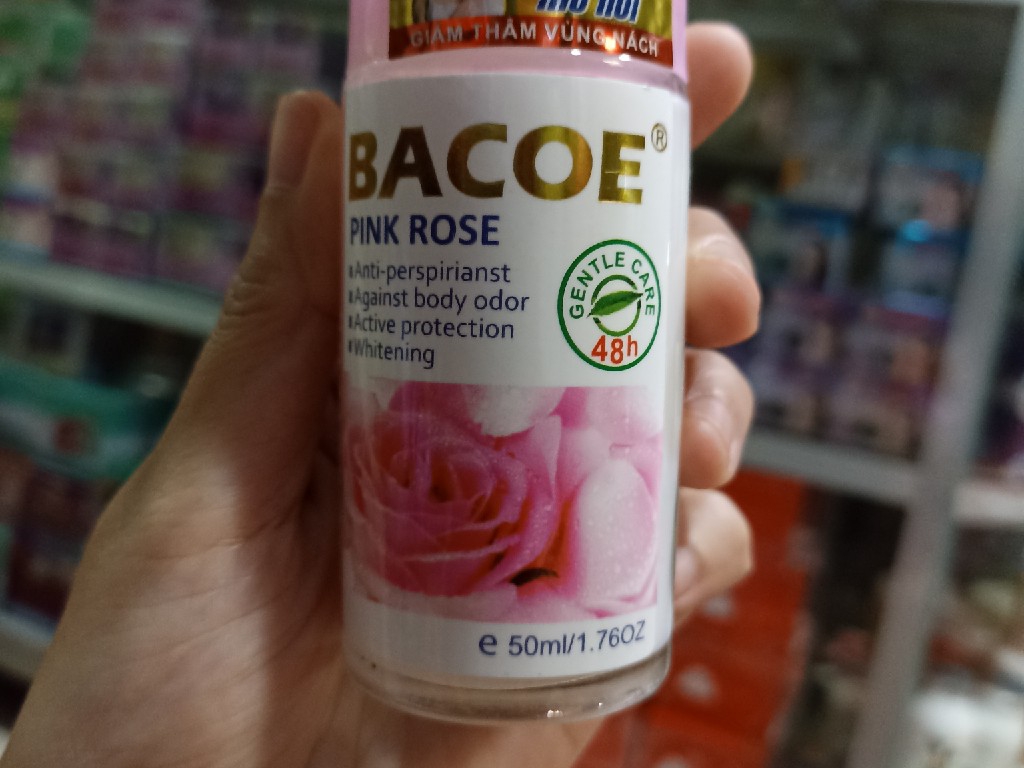 GIẢM THÂM VÙNG NÁCH
BACOE®
PINK ROSE
Anti-perspirianst
Against body odor
Active protection
Whitening
GENTLE CARE
48h
e 50ml/1.76OZ